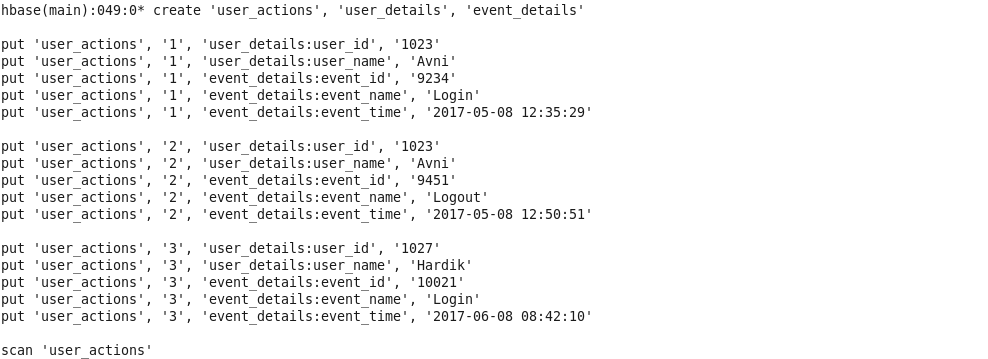 hbase(main):049:0* create 'user_actions', 'user_details', 'event_details'
put 'user_actions', '1', 'user_details:user_id', '1023'
put 'user_actions', '1', 'user_details:user_name', 'Avni'
put 'user_actions', '1', 'event_details:event_id', '9234'
put 'user_actions', '1', 'event_details:event_name', 'Login'
put 'user_actions', '1', 'event_details:event_time', '2017-05-08 12:35:29'
put 'user_actions', '2', 'user_details:user_id', '1023'
put 'user_actions', '2', 'user_details:user_name', 'Avni'
put 'user_actions', '2', 'event_details:event_id', '9451'
put 'user_actions', '2', 'event_details:event_name', 'Logout'
put 'user_actions', '2', 'event_details:event_time', '2017-05-08 12:50:51'
put 'user_actions', '3', 'user_details:user_id', '1027'
put 'user_actions', '3', 'user_details:user_name', 'Hardik'
put 'user_actions', '3', 'event_details:event_id', '10021'
put 'user_actions', '3', 'event_details:event_name', 'Login'
put 'user_actions', '3', 'event_details:event_time', '2017-06-08 08:42:10'
scan 'user_actions'